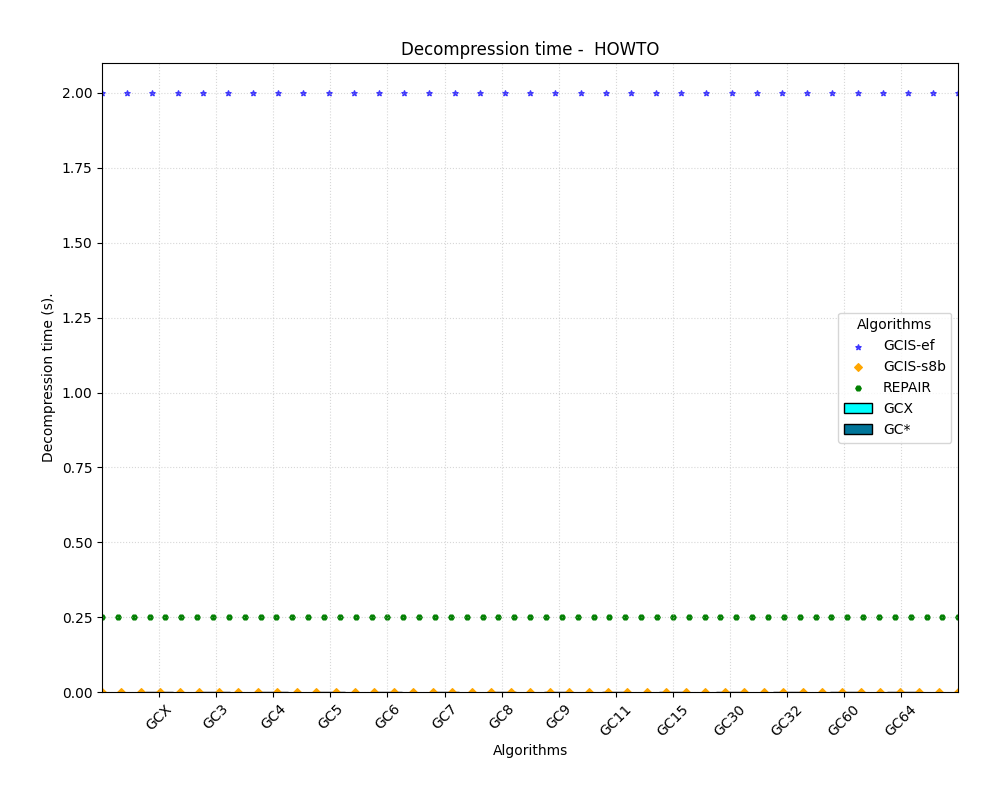 Decompression time -  HOWTO
Decompression time (s).
2.00
1.75
1.50
1.25
1.00
0.75
0.50
0.25
0.00
Algorithms
GCIS-ef
GCIS-s8b
REPAIR
GCX
GC*
GCX
GC3
GC4
GC5
GC6
GC7
GC8
GC9
GC11
GC15
GC30
GC32
GC60
GC64
Algorithms